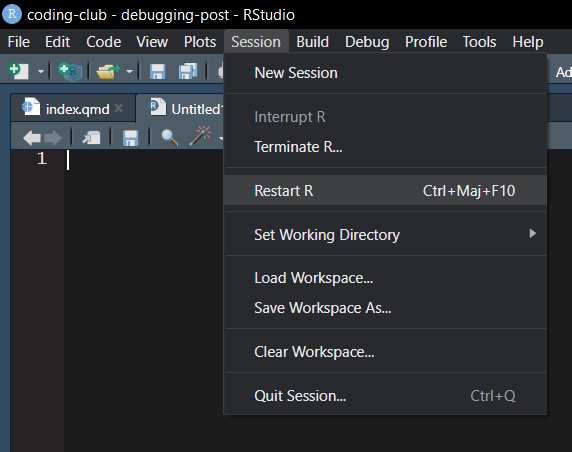 R coding-club - debugging-post - RStudio
File Edit Code View Plots Session Build Debug Profile Tools Help
New Session
Ad
index.qmd × Untitled1
Interrupt R
Terminate R...
1
Restart R Ctrl+Maj+F10
Set Working Directory
Load Workspace...
Save Workspace As...
Clear Workspace...
Quit Session... Ctrl+Q